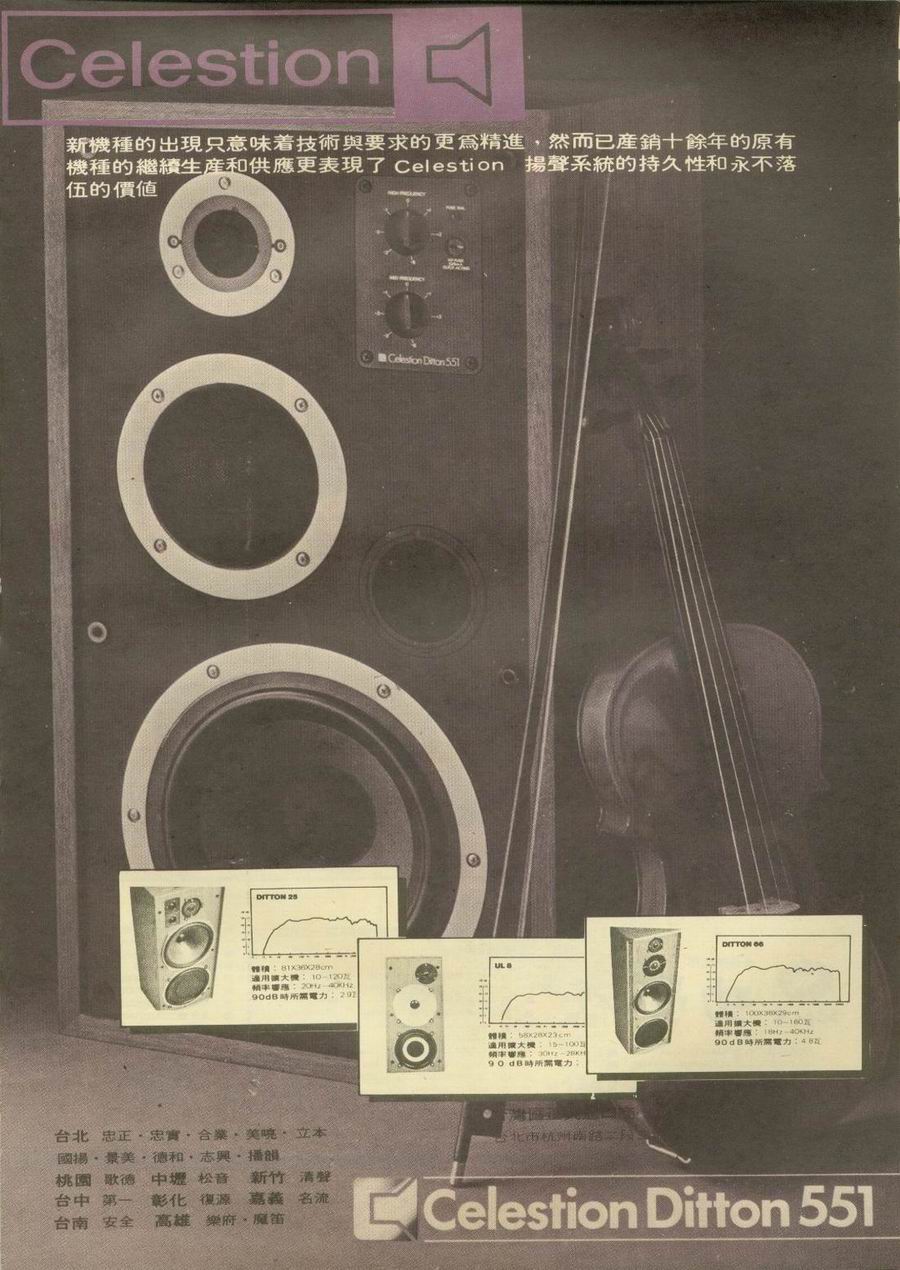 Celestion
新機種的出現只意味着技術與要求的更爲精進，然而已產銷十餘年的原有
機種的繼續生産和供應更表現了 Celestion 揚聲系統的持久性和永不落
伍的價值
HIGH FREQUENCY
MID FREQUENCY
Celestion Ditton 551
DITTON 25
體積：81X36X28cm
適用擴大機：10－120瓦
頻率響應：20Hz－40KHz
90dB時所需電力：2.9瓦
UL 8
體積：58X28X23cm
適用擴大機：15－100瓦
頻率響應：30Hz－28KH
90 dB時所需電力：
DITTON 66
體積：100X38X29cm
適用擴大機：10－160瓦
頻率響應：16Hz－40KHz
90dB時所需電力：4.8瓦
台北市杭州南路二段
台北 忠正・忠實・合業・美曉・立本
國揚・景美・德和・志興・播韻
桃園 歌德 中壢 松音 新竹 清聲
台中 第一 彰化 復源 嘉義 名流
台南 安全 高雄 樂府・魔笛
Celestion Ditton 551